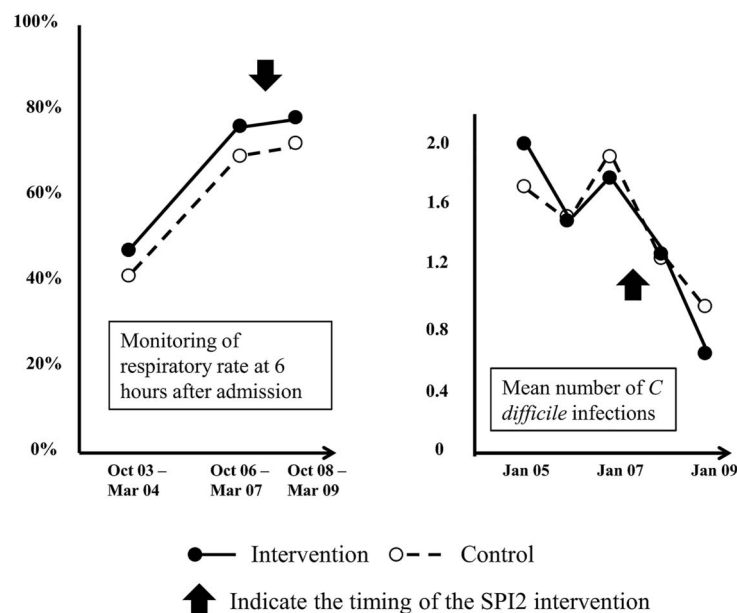 100%
80%
60%
40%
20%
0%
Monitoring of
respiratory rate at 6
hours after admission
Oct 03 –
Mar 04
Oct 06 –
Mar 07
Oct 08 –
Mar 09
2.0
1.6
1.2
0.8
0.4
0
Mean number of C
difficile infections
Jan 05
Jan 07
Jan 09
Intervention
Control
Indicate the timing of the SPI2 intervention